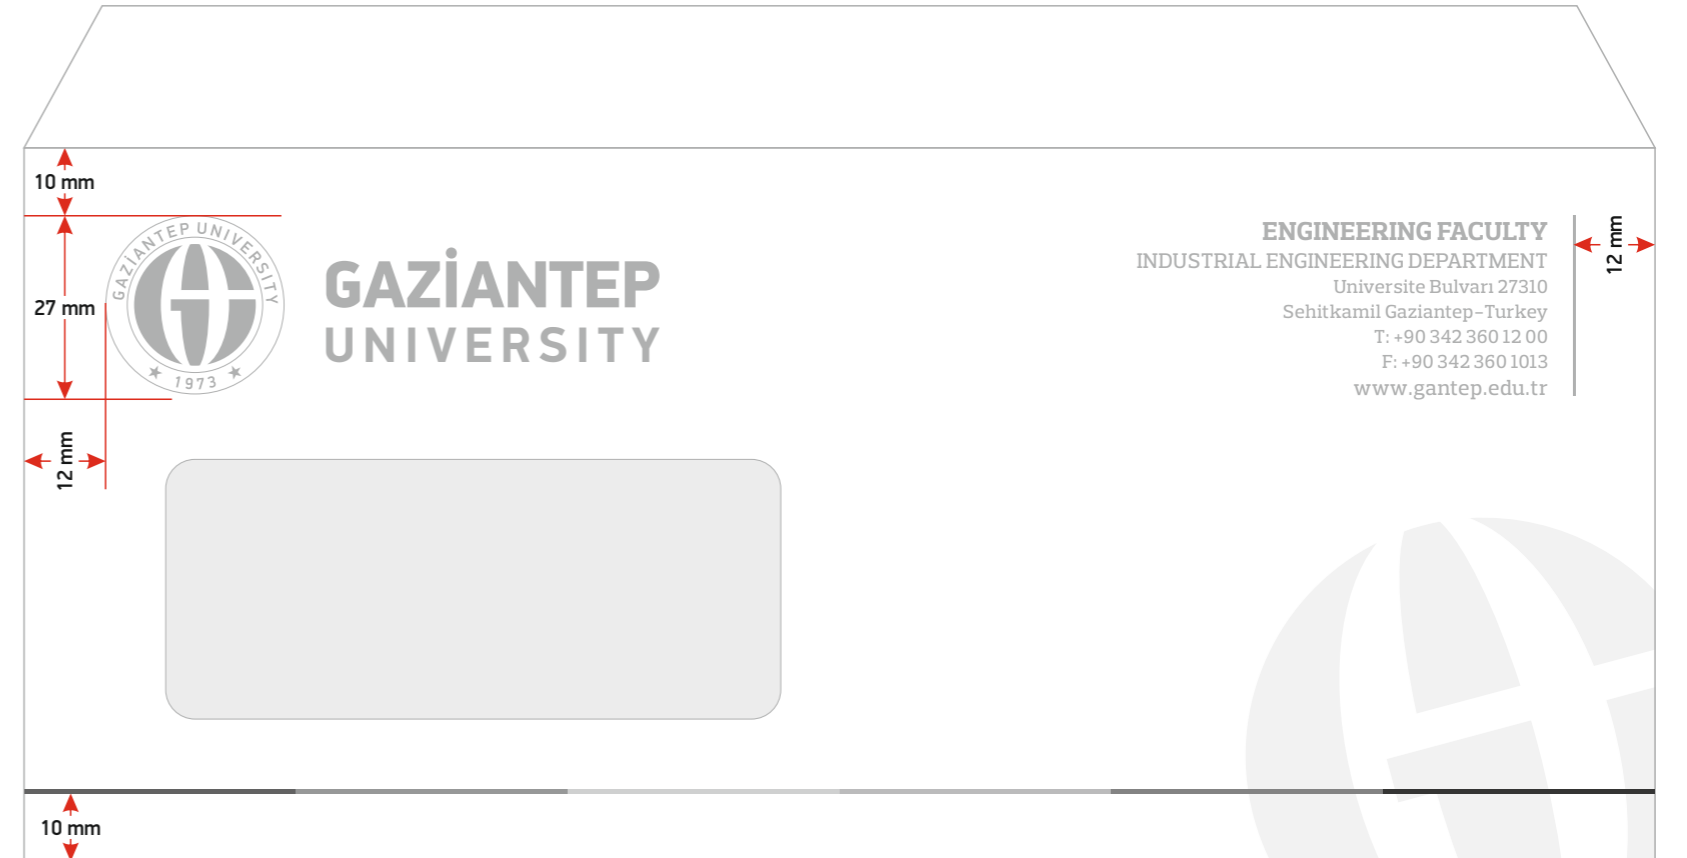 10 mm
27 mm
12 mm
GAZİANTEP UNIVERSITY
1973
GAZİANTEP
UNIVERSITY
ENGINEERING FACULTY
INDUSTRIAL ENGINEERING DEPARTMENT
Universite Bulvarı 27310
Sehitkamil Gaziantep-Turkey
T: +90 342 360 12 00
F: +90 342 360 1013
www.gantep.edu.tr
12 mm
10 mm